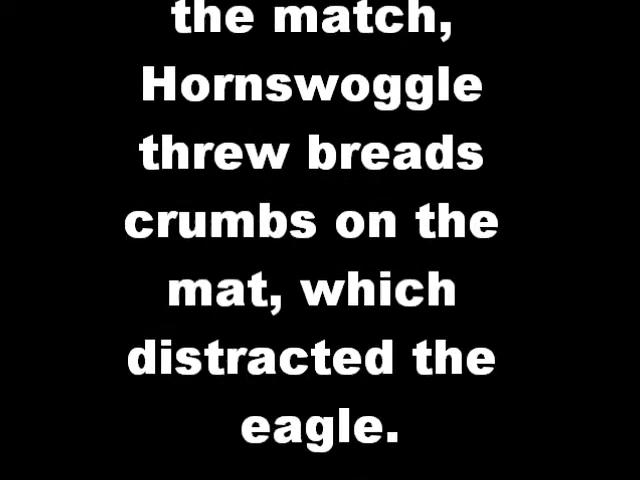 the match,
Hornswoggle
threw breads
crumbs on the
mat, which
distracted the
eagle.